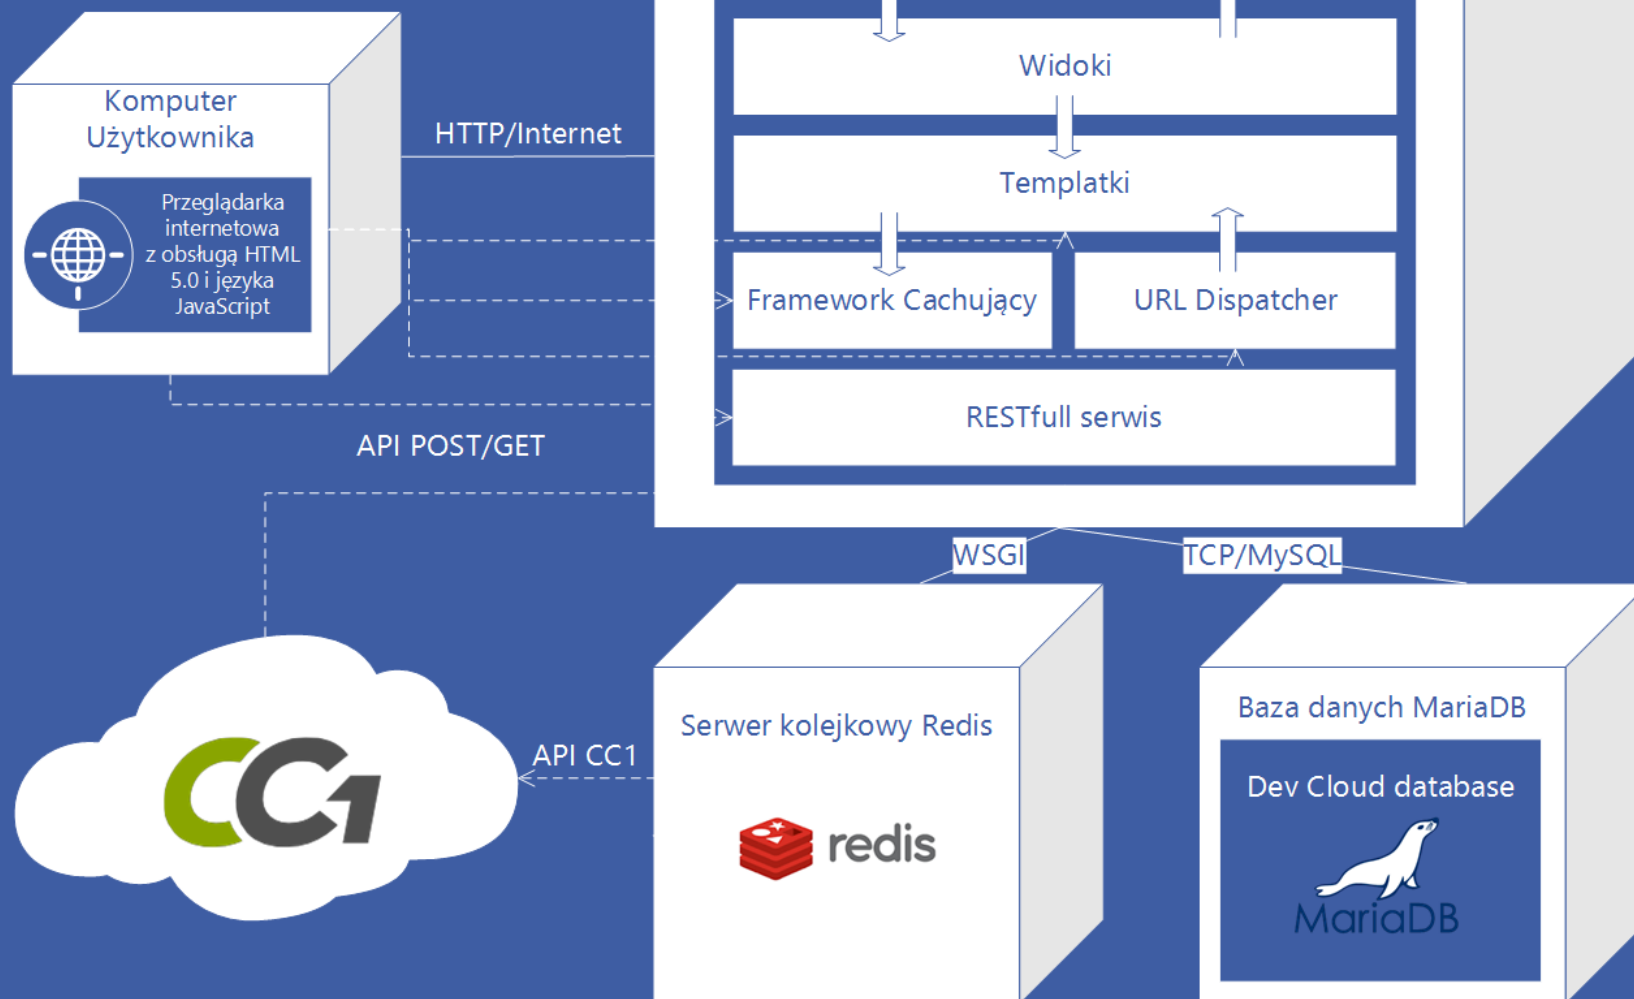 Komputer
Użytkownika
Przeglądarka
internetowa
z obsługą HTML
5.0 i języka
JavaScript
HTTP/Internet
API POST/GET
Widoki
Templatki
Framework Cachujący
URL Dispatcher
RESTfull serwis
WSGI
TCP/MySQL
CC1
API CC1
Serwer kolejkowy Redis
redis
Baza danych MariaDB
Dev Cloud database
MariaDB